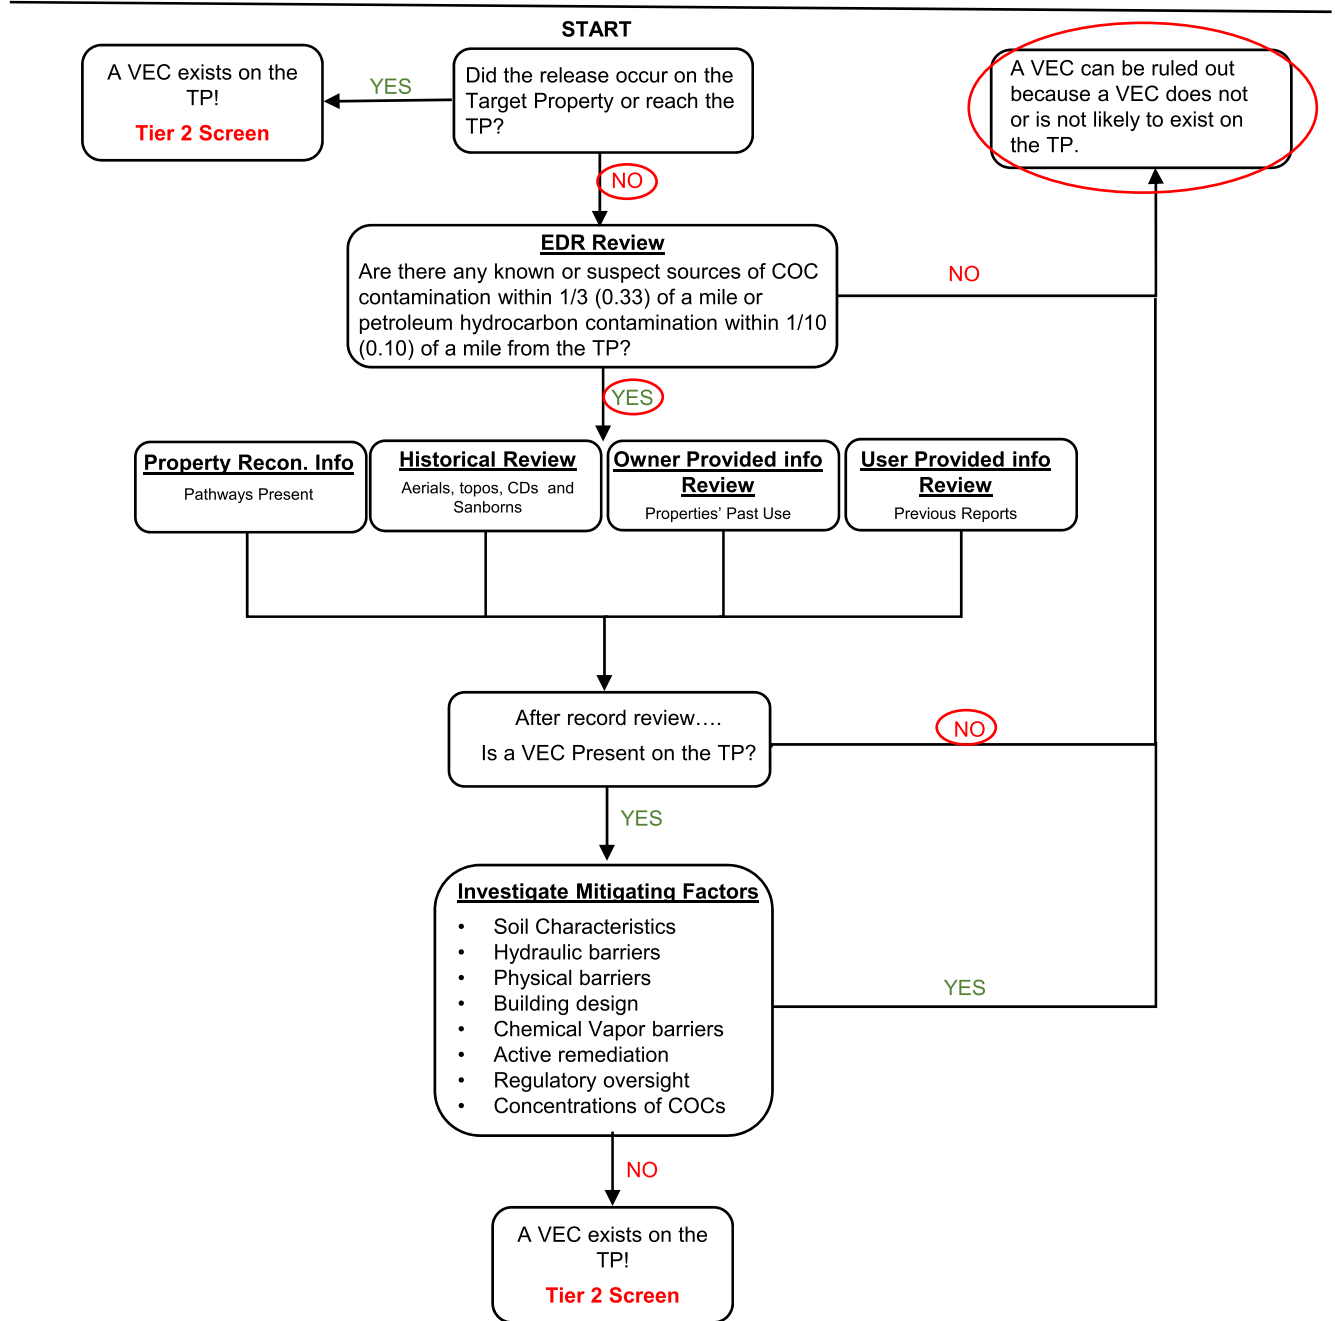 START
A VEC exists on the
TP!
Tier 2 Screen
YES
Did the release occur on the
Target Property or reach the
TP?
A VEC can be ruled out
because a VEC does not
or is not likely to exist on
the TP.
NO
EDR Review
Are there any known or suspect sources of COC
contamination within 1/3 (0.33) of a mile or
petroleum hydrocarbon contamination within 1/10
(0.10) of a mile from the TP?
NO
YES
Property Recon. Info
Pathways Present
Historical Review
Aerials, topos, CDs and
Sanborns
Owner Provided info
Review
Properties' Past Use
User Provided info
Review
Previous Reports
After record review....
Is a VEC Present on the TP?
NO
YES
Investigate Mitigating Factors
• Soil Characteristics
• Hydraulic barriers
• Physical barriers
• Building design
• Chemical Vapor barriers
• Active remediation
• Regulatory oversight
• Concentrations of COCs
YES
NO
A VEC exists on the
TP!
Tier 2 Screen